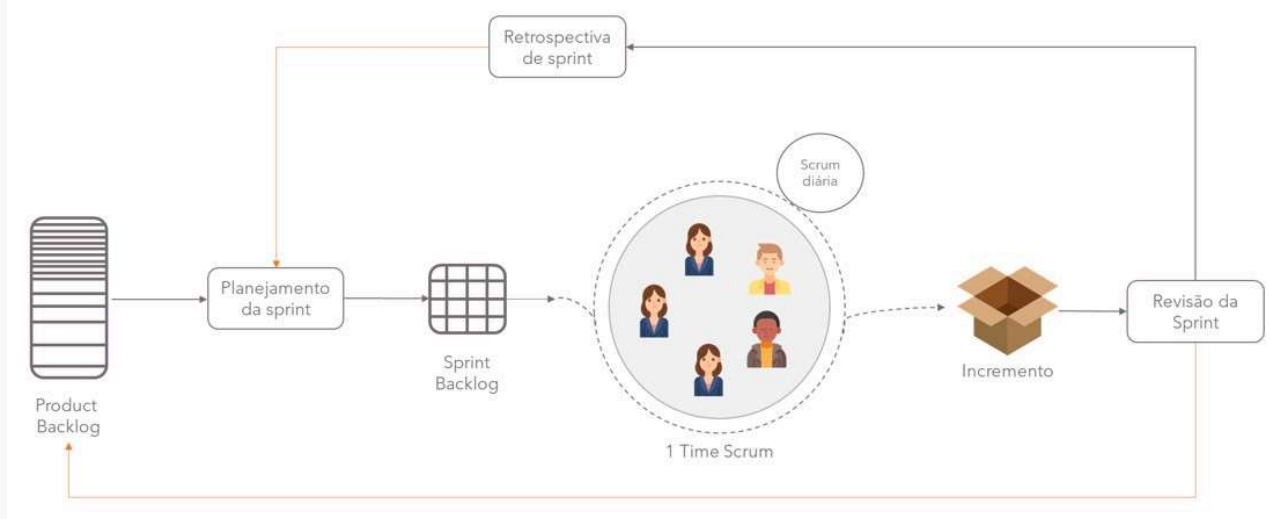 Retrospectiva
de sprint
Scrum
diária
Planejamento
da sprint
Revisão da
Sprint
Sprint
Backlog
Incremento
Product
Backlog
1 Time Scrum